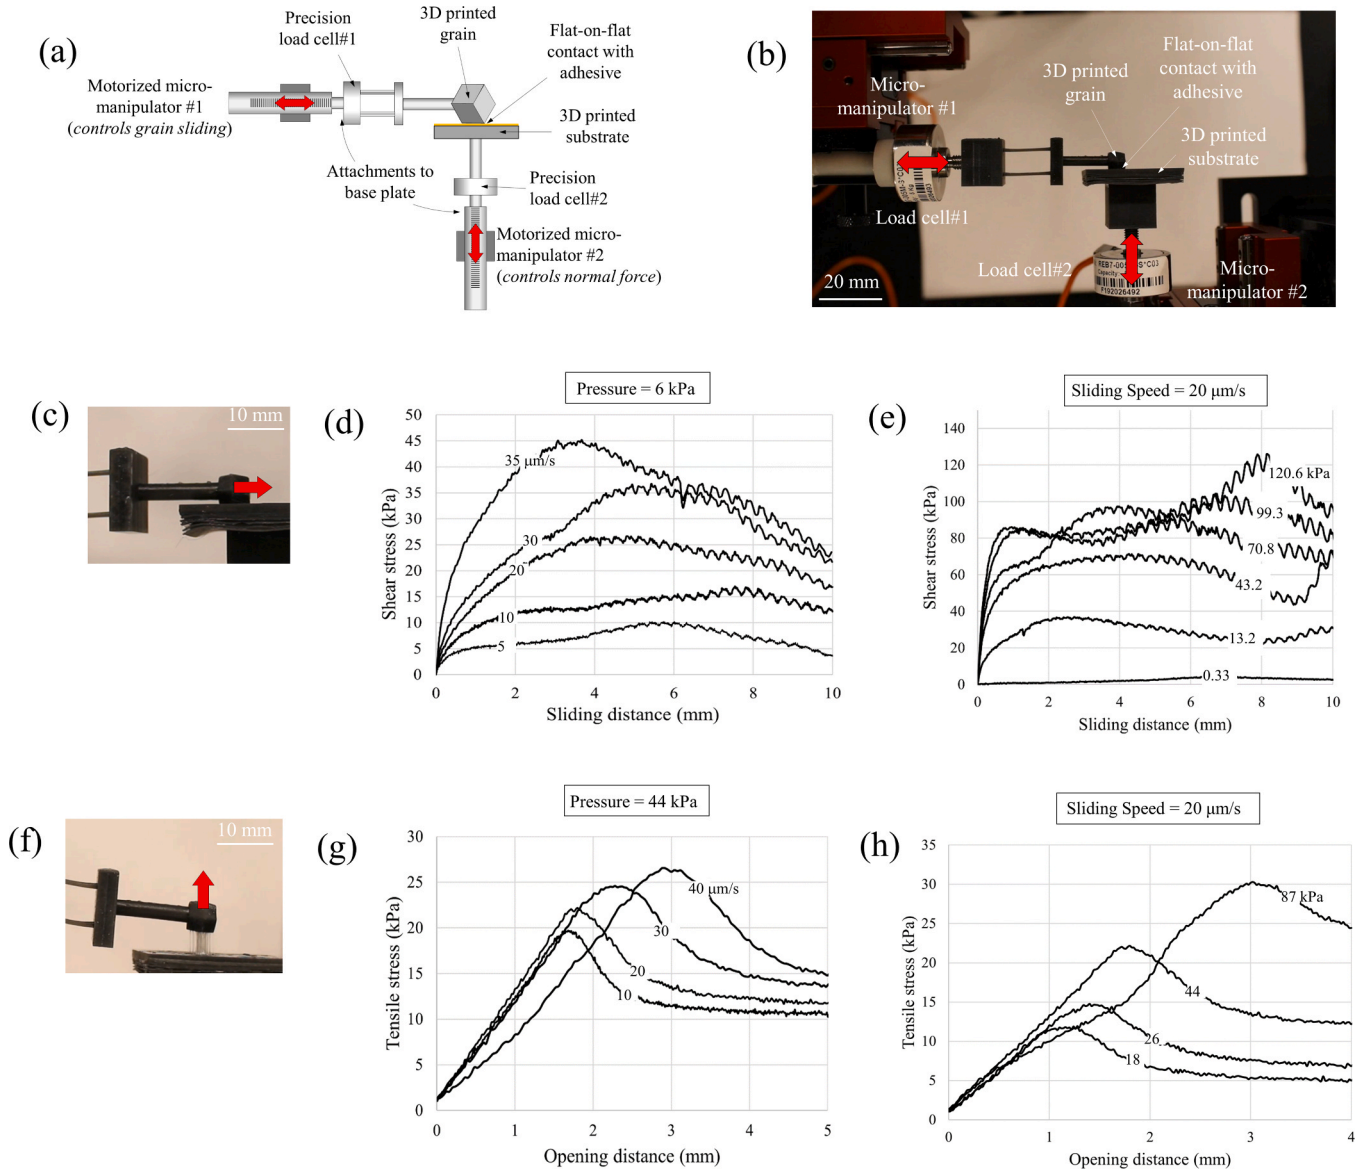 (a)
Precision
load cell#1
3D printed
grain
Flat-on-flat
contact with
adhesive
Motorized micro-
manipulator #1
(controls grain sliding)
3D printed
substrate
Attachments to
base plate
Precision
load cell#2
Motorized micro-
manipulator #2
(controls normal force)
(b)
Flat-on-flat
contact with
adhesive
3D printed
grain
Micro-
manipulator #1
3D printed
substrate
Load cell#1
Load cell#2
Micro-
manipulator #2
20 mm
1 Kg
F192026492
(c)
10 mm
(d)
Pressure = 6 kPa
Shear stress (kPa)
50
45
40
35
30
25
20
15
10
5
0
35 μm/s
30
20
10
5
0
2
4
6
8
10
Sliding distance (mm)
(e)
Sliding Speed = 20 μm/s
Shear stress (kPa)
140
120
100
80
60
40
20
0
120.6 kPa
99.3
70.8
43.2
13.2
0.33
0
2
4
6
8
10
Sliding distance (mm)
(f)
10 mm
(g)
Pressure = 44 kPa
Tensile stress (kPa)
30
25
20
15
10
5
0
40 μm/s
30
20
10
0
1
2
3
4
5
Opening distance (mm)
(h)
Sliding Speed = 20 μm/s
Tensile stress (kPa)
35
30
25
20
15
10
5
0
87 kPa
44
26
18
0
1
2
3
4
Opening distance (mm)